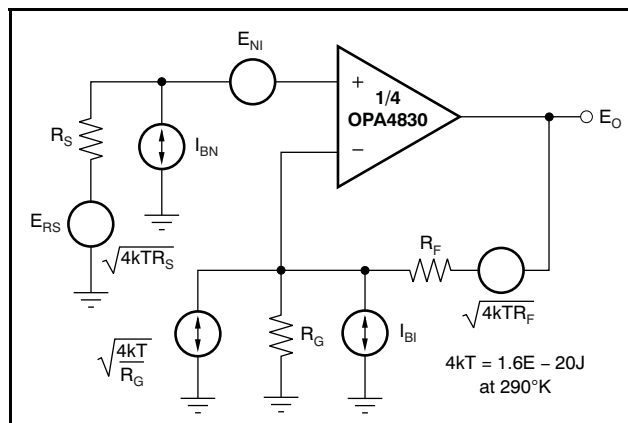 E_NI
+
1/4
OPA4830
−
E_O
R_S
I_BN
E_RS
√4kTR_S
R_F
√4kTR_F
√4kT/R_G
R_G
I_BI
4kT = 1.6E − 20J
at 290°K